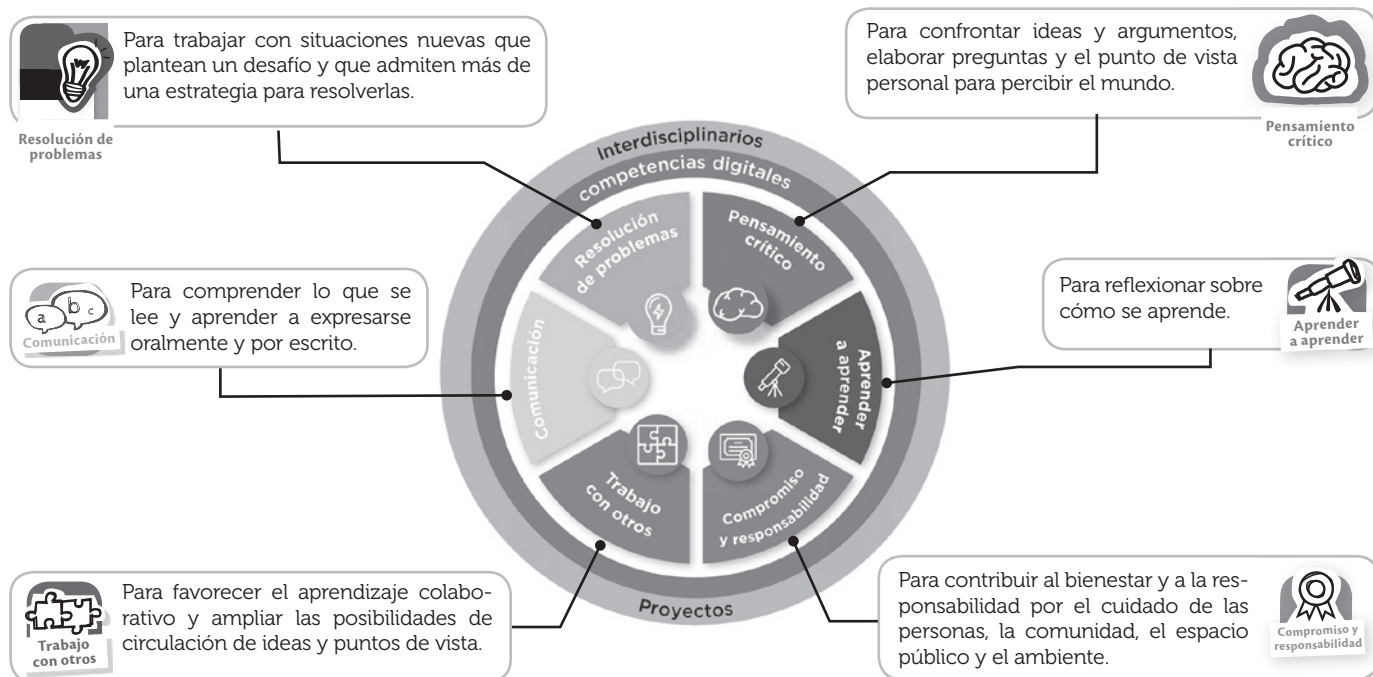 Para trabajar con situaciones nuevas que
plantean un desafío y que admiten más de
una estrategia para resolverlas.
Resolución de
problemas
Para confrontar ideas y argumentos,
elaborar preguntas y el punto de vista
personal para percibir el mundo.
Pensamiento
crítico
Interdisciplinarios
competencias digitales
Resolución
de problemas
Pensamiento
crítico
a b c
Comunicación
Para comprender lo que se
lee y aprender a expresarse
oralmente y por escrito.
Comunicación
Aprender
a aprender
Para reflexionar sobre
cómo se aprende.
Aprender
a aprender
Trabajo
con otros
Compromiso
y responsabilidad
Proyectos
Trabajo
con otros
Para favorecer el aprendizaje colabo-
rativo y ampliar las posibilidades de
circulación de ideas y puntos de vista.
Para contribuir al bienestar y a la res-
ponsabilidad por el cuidado de las
personas, la comunidad, el espacio
público y el ambiente.
Compromiso y
responsabilidad